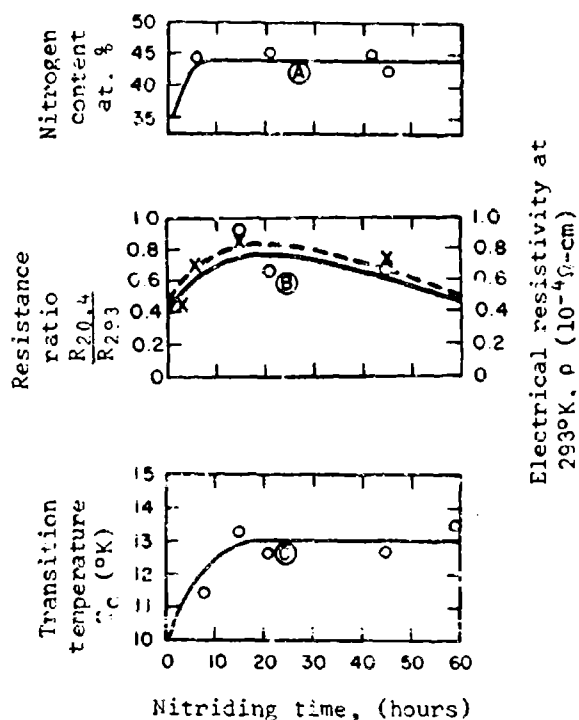 Nitrogen
content
at. %
50
45
40
35
A
Resistance
ratio
R20.4
R293
1.0
0.8
0.6
0.4
0.2
0
B
1.0
0.8
0.6
0.4
0.2
0
Electrical resistivity at
293°K, ρ (10⁻⁴Ω-cm)
Transition
temperature
(°K)
15
14
13
12
11
10
C
0 10 20 30 40 50 60
Nitriding time, (hours)